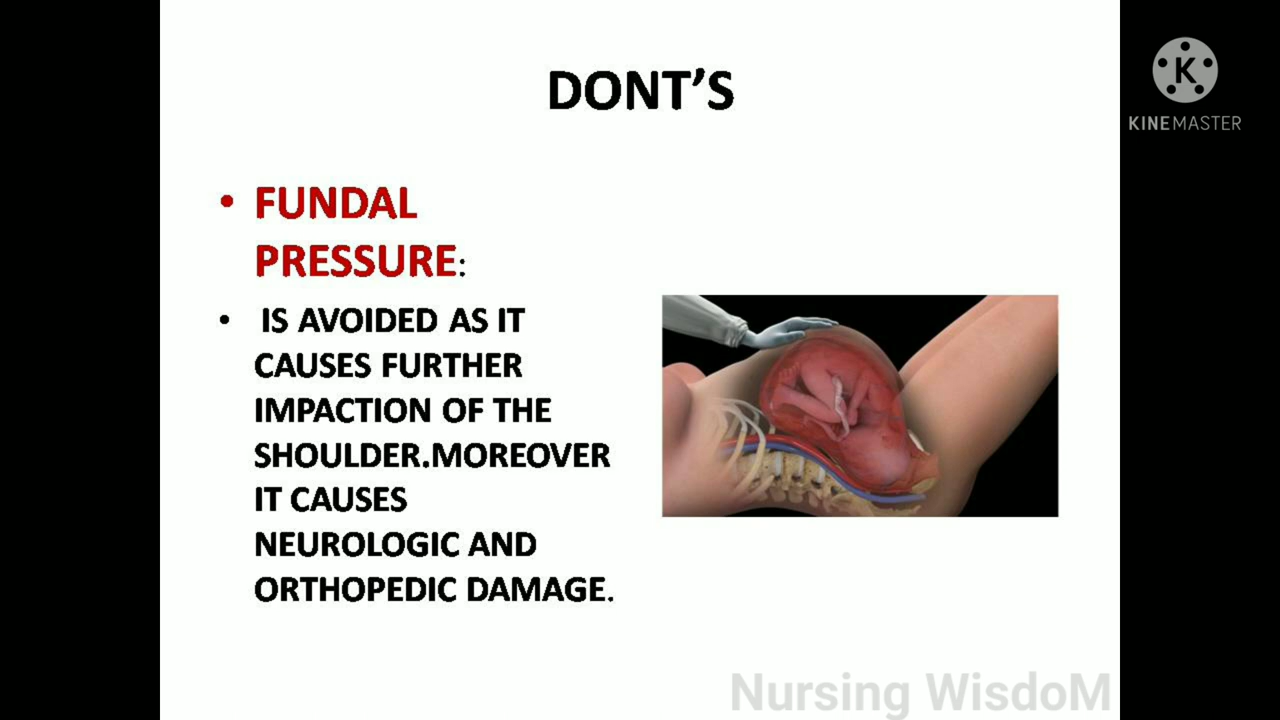 DONT'S
• FUNDAL
PRESSURE:
• IS AVOIDED AS IT
CAUSES FURTHER
IMPACTION OF THE
SHOULDER.MOREOVER
IT CAUSES
NEUROLOGIC AND
ORTHOPEDIC DAMAGE.
K
KINEMASTER
Nursing WisdoM